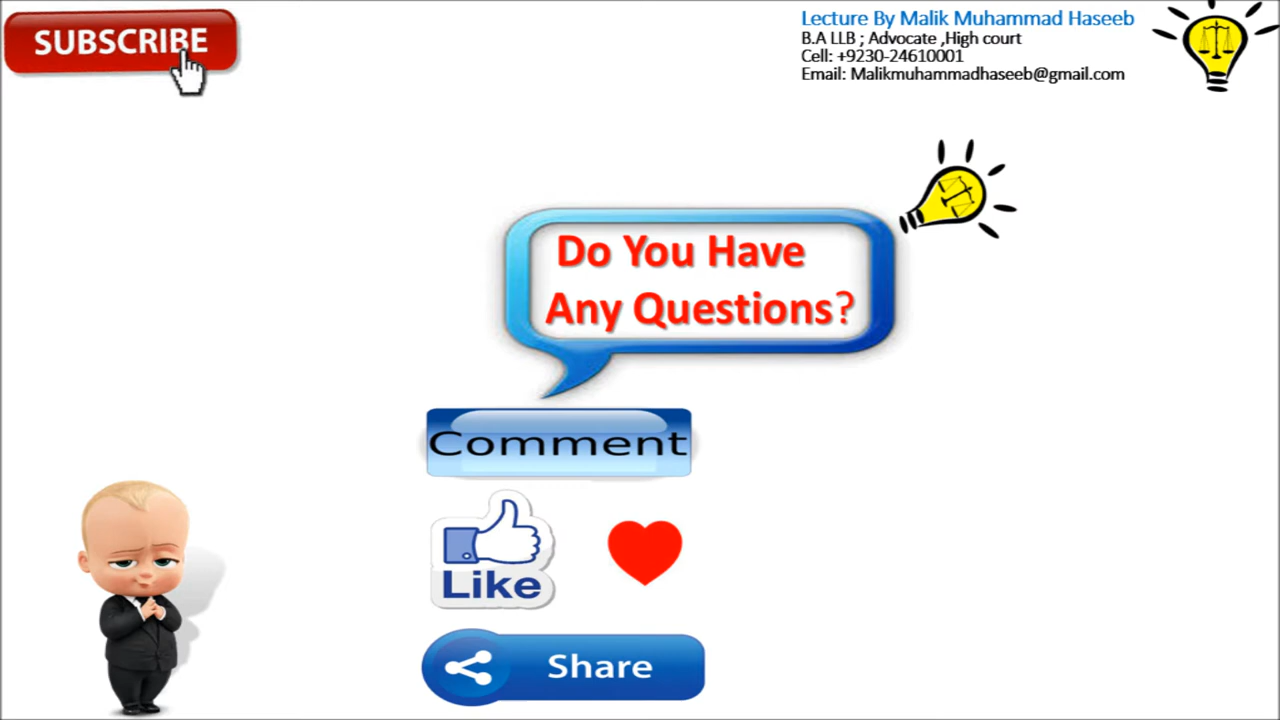 SUBSCRIBE
Lecture By Malik Muhammad Haseeb
B.A LLB ; Advocate ,High court
Cell: +9230-24610001
Email: Malikmuhammadhaseeb@gmail.com
Do You Have
Any Questions?
Comment
Like
Share